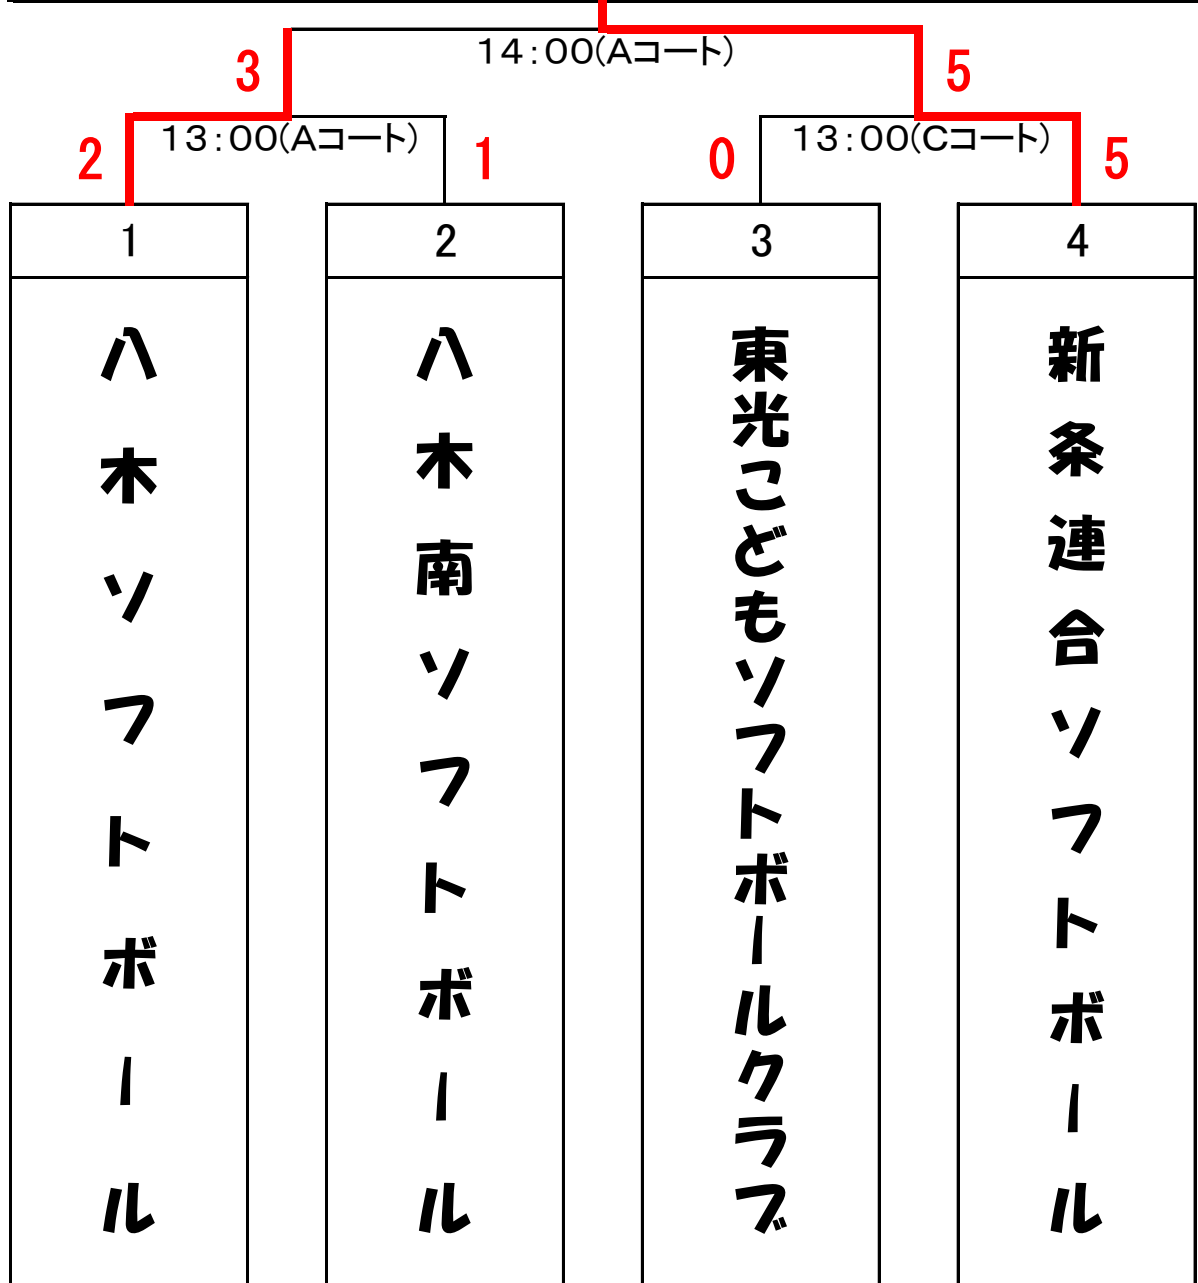 14:00(Aコート)
3
5
13:00(Aコート)
13:00(Cコート)
2
1
0
5
1
2
3
4
八木ソフトボール
八木南ソフトボール
東光こどもソフトボールクラブ
新条連合ソフトボール